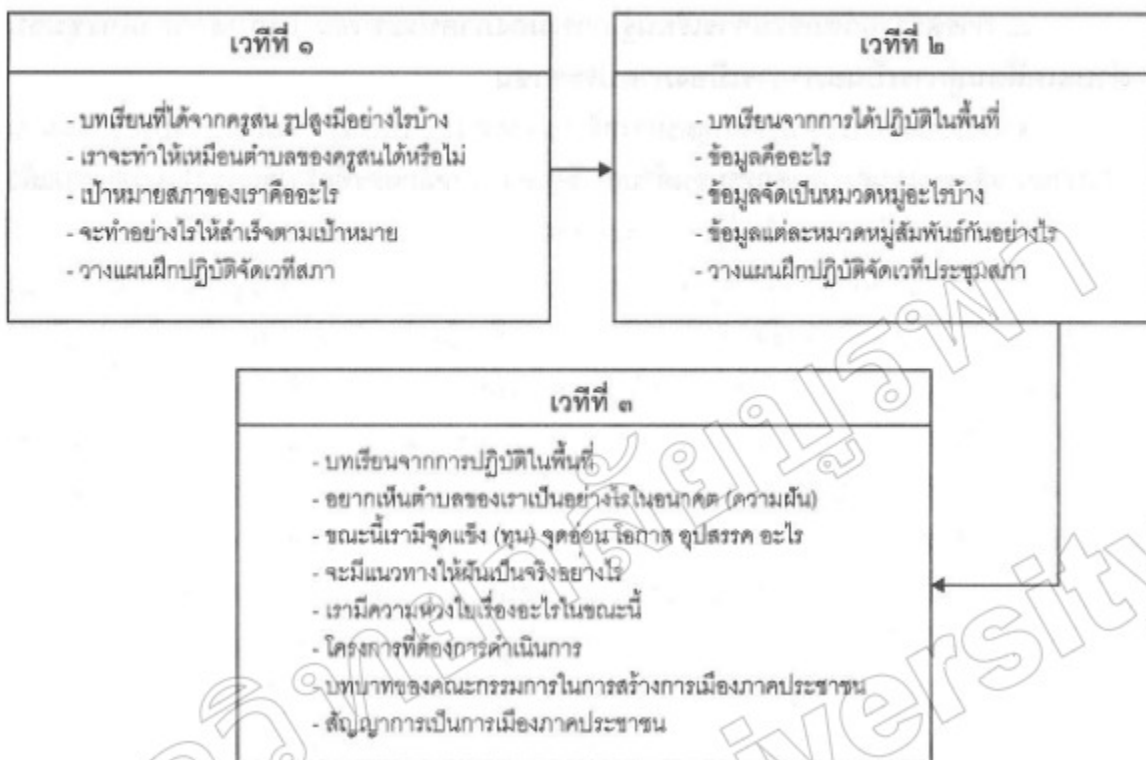 เวทีที่ ๑
- บทเรียนที่ได้จากครูสน รูปสูงมีอย่างไรบ้าง
- เราจะทำให้เหมือนตำบลของครูสนได้หรือไม่
- เป้าหมายสภาของเราคืออะไร
- จะทำอย่างไรให้สำเร็จตามเป้าหมาย
- วางแผนฝึกปฏิบัติจัดเวทีสภา
เวทีที่ ๒
- บทเรียนจากการได้ปฏิบัติในพื้นที่
- ข้อมูลคืออะไร
- ข้อมูลจัดเป็นหมวดหมู่อะไรบ้าง
- ข้อมูลแต่ละหมวดหมู่สัมพันธ์กันอย่างไร
- วางแผนฝึกปฏิบัติจัดเวทีประชุมสภา
เวทีที่ ๓
- บทเรียนจากการปฏิบัติในพื้นที่
- อยากเห็นตำบลของเราเป็นอย่างไรในอนาคต (ความฝัน)
- ขณะนี้เรามีจุดแข็ง (ทุน) จุดอ่อน โอกาส อุปสรรค อะไร
- จะมีแนวทางให้ฝันเป็นจริงอย่างไร
- เรามีความห่วงใยเรื่องอะไรในขณะนี้
- โครงการที่ต้องการดำเนินการ
- บทบาทของคณะกรรมการในการสร้างการเมืองภาคประชาชน
- สัญญาการเป็นการเมืองภาคประชาชน